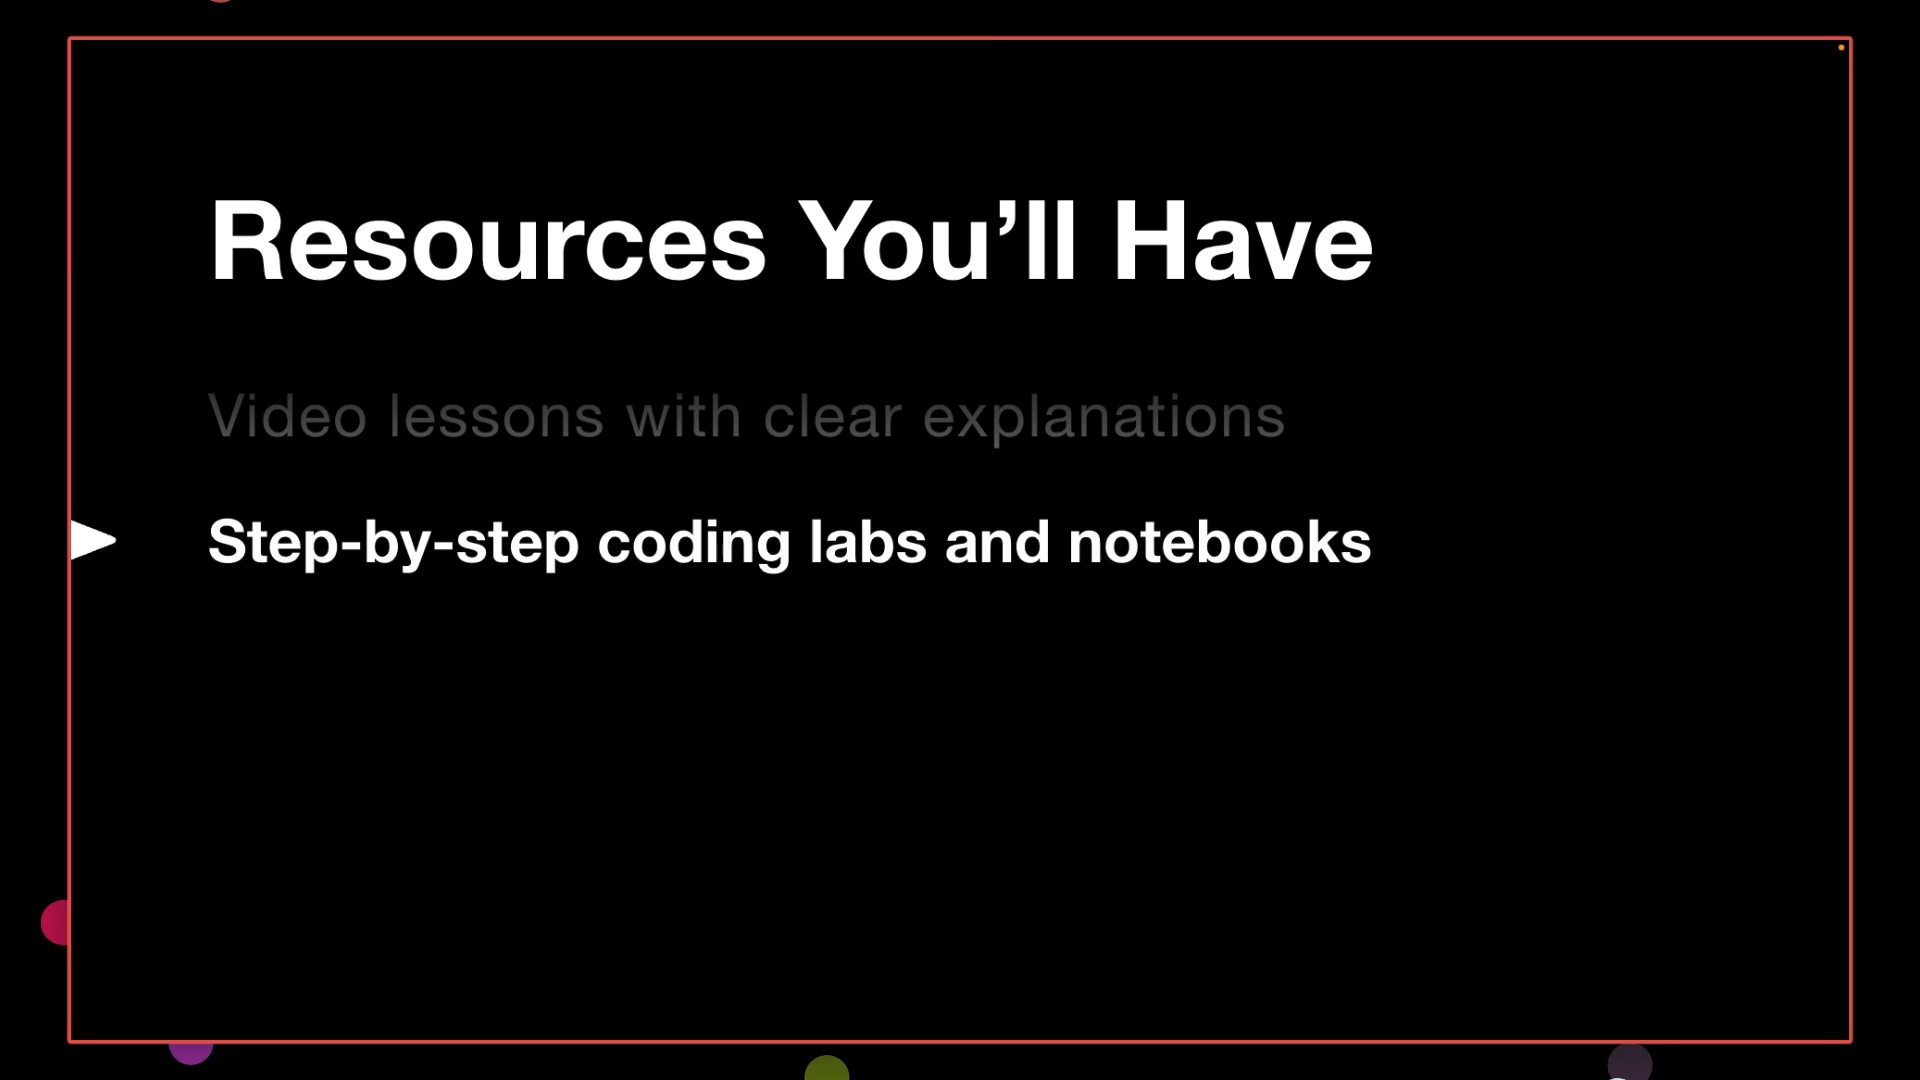 Resources You’ll Have
Video lessons with clear explanations
Step-by-step coding labs and notebooks